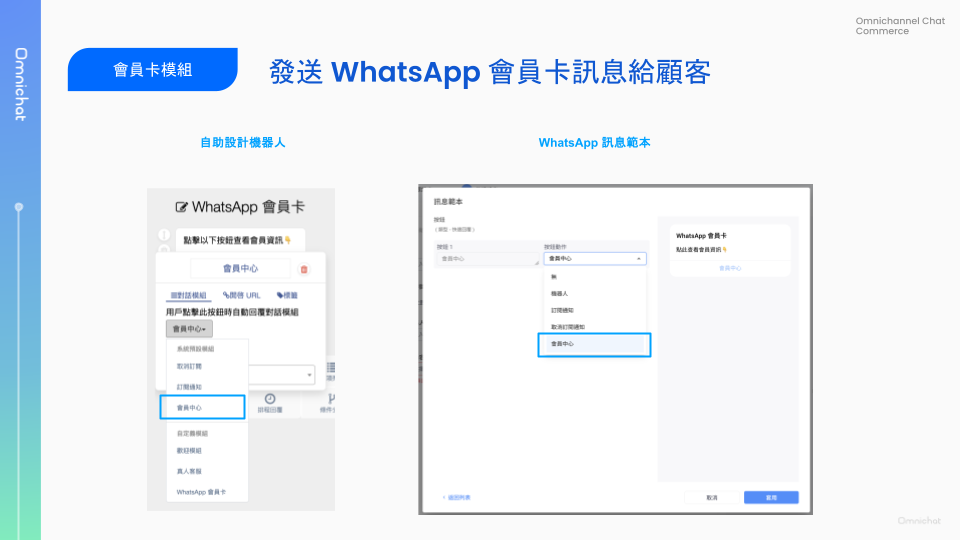 Omnichannel Chat
Commerce
Omnichat
會員卡模組
發送 WhatsApp 會員卡訊息給顧客
自助設計機器人
WhatsApp 訊息範本
WhatsApp 會員卡
點擊以下按鈕查看會員資訊👇
會員中心
對話模組
開啓 URL
標籤
用戶點擊此按鈕時自動回覆對話模組
會員中心
系統預設模組
取消訂閱
訂閱通知
會員中心
排程回覆
自定義模組
歡迎模組
真人客服
WhatsApp 會員卡
訊息範本
按鈕
( 類型 - 快速回覆 )
按鈕 1
會員中心
按鈕動作
會員中心
無
機器人
訂閱通知
取消訂閱通知
會員中心
WhatsApp 會員卡
點此查看會員資訊👇
會員中心
返回列表
取消
套用
Omnichat